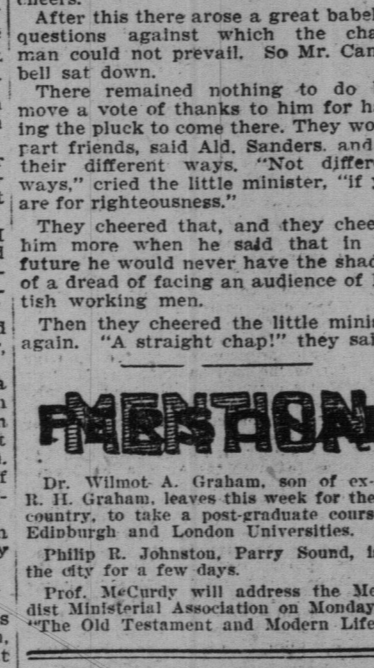 cheers.
After this there arose a great babel
questions against which the cha
man could not prevail. So Mr. Cam
bell sat down.
There remained nothing to do
move a vote of thanks to him for h
ing the pluck to come there. They wo
part friends, said Ald. Sanders. and
their different ways. "Not differ
ways," cried the little minister, "if
are for righteousness."
They cheered that, and they chee
him more when he said that in
future he would never have the shad
of a dread of facing an audience of
tish working men.
Then they cheered the little mini
again. "A straight chap!" they sai
PERSONAL
MENTION
Dr. Wilmot A. Graham, son of ex-
R. H. Graham, leaves this week for the
country, to take a post-graduate cours
Edinburgh and London Universities.
Philip R. Johnston, Parry Sound, i
the city for a few days.
Prof. McCurdy will address the Me
dist Ministerial Association on Monday
"The Old Testament and Modern Life